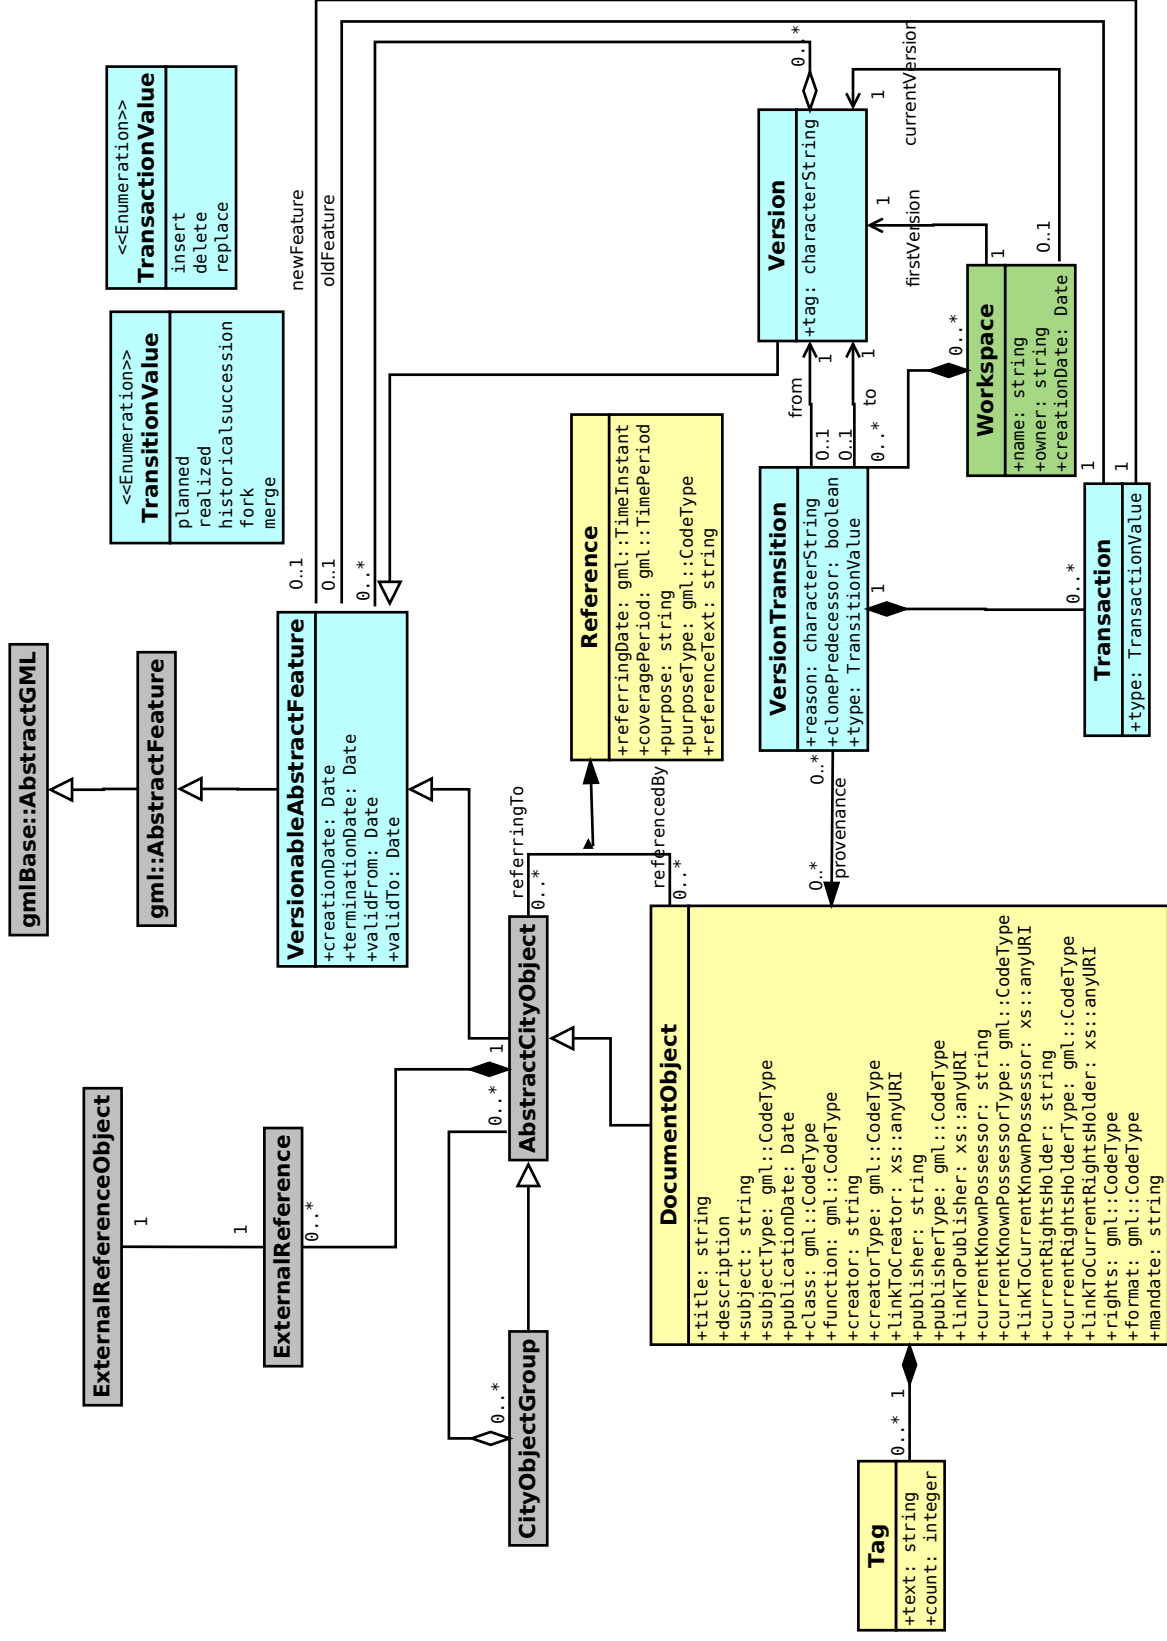 gmlBase::AbstractGML
gml::AbstractFeature
<<Enumeration>>
TransitionValue
planned
realized
historicalsuccession
fork
merge
<<Enumeration>>
TransactionValue
insert
delete
replace
ExternalReferenceObject
1
1
ExternalReference
0..*
VersionableAbstractFeature
+creationDate: Date
+terminationDate: Date
+validFrom: Date
+validTo: Date
0..1
newFeature
0..1
oldFeature
0..*
CityObjectGroup
0..*
0..*
1
AbstractCityObject
referringTo
0..*
Reference
+referringDate: gml::TimeInstant
+coveragePeriod: gml::TimePeriod
+purpose: string
+purposeType: gml::CodeType
+referenceText: string
referencedBy
0..*
DocumentObject
+title: string
+description
+subject: string
+subjectType: gml::CodeType
+publicationDate: Date
+class: gml::CodeType
+function: gml::CodeType
+creator: string
+creatorType: gml::CodeType
+linkToCreator: xs::anyURI
+publisher: string
+publisherType: gml::CodeType
+linkToPublisher: xs::anyURI
+currentKnownPossessor: string
+currentKnownPossessorType: gml::CodeType
+linkToCurrentKnownPossessor: xs::anyURI
+currentRightsHolder: string
+currentRightsHolderType: gml::CodeType
+linkToCurrentRightsHolder: xs::anyURI
+rights: gml::CodeType
+format: gml::CodeType
+mandate: string
Tag
+text: string
+count: integer
0..*
1
0..*
provenance
0..*
VersionTransition
+reason: characterString
+clonePredecessor: boolean
+type: TransitionValue
0..1
from
1
0..1
to
1
0..*
Version
+tag: characterString
0..*
1
firstVersion
1
currentVersion
1
0..*
0..*
Workspace
+name: string
+owner: string
+creationDate: Date
1
0..1
Transaction
+type: TransactionValue
1
1